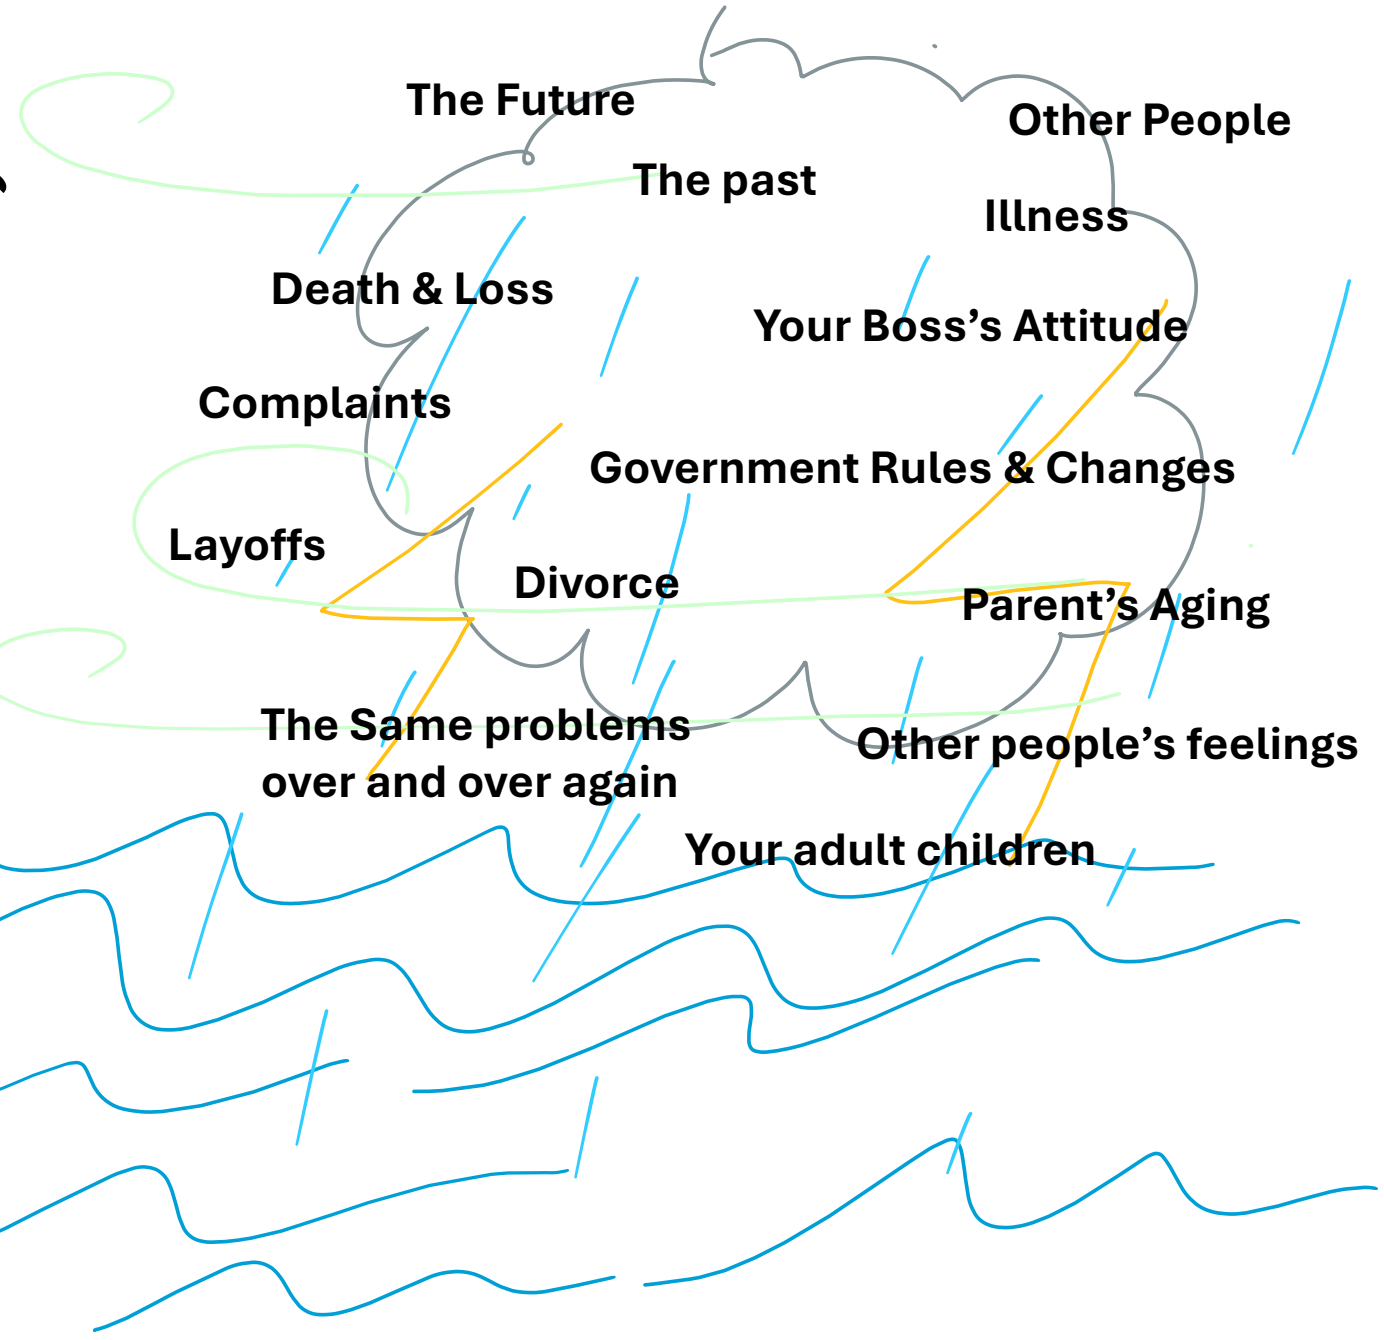 The Future
Other People
The past
Illness
Death & Loss
Your Boss’s Attitude
Complaints
Government Rules & Changes
Layoffs
Divorce
Parent’s Aging
The Same problems
over and over again
Other people’s feelings
Your adult children